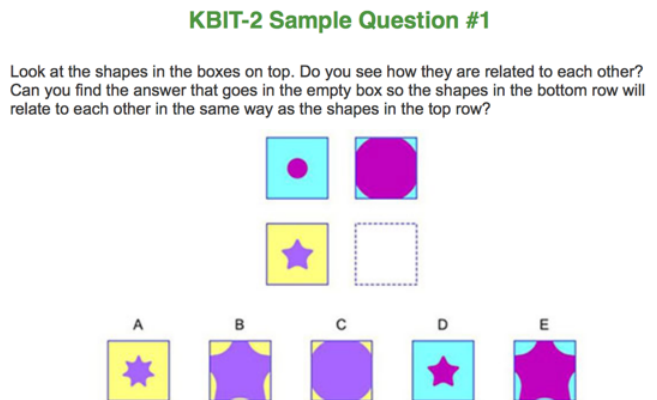 KBIT-2 Sample Question #1
Look at the shapes in the boxes on top. Do you see how they are related to each other?
Can you find the answer that goes in the empty box so the shapes in the bottom row will
relate to each other in the same way as the shapes in the top row?
A B C D E